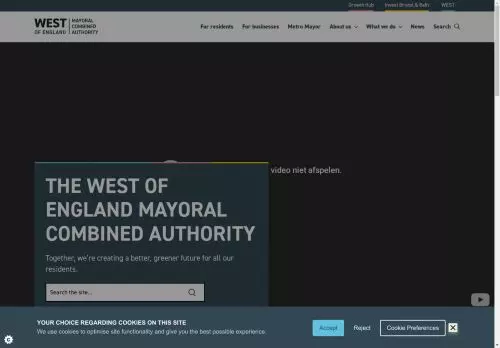 Growth Hub Invest Bristol & Bath WEST
WEST MAYORAL COMBINED
OF ENGLAND AUTHORITY
For residents For businesses Metro Mayor About us What we do News Search
video niet afspelen.
THE WEST OF
ENGLAND MAYORAL
COMBINED AUTHORITY
Together, we're creating a better, greener future for all our
residents.
Search the site...
YOUR CHOICE REGARDING COOKIES ON THIS SITE
We use cookies to optimise site functionality and give you the best possible experience.
Accept Reject Cookie Preferences